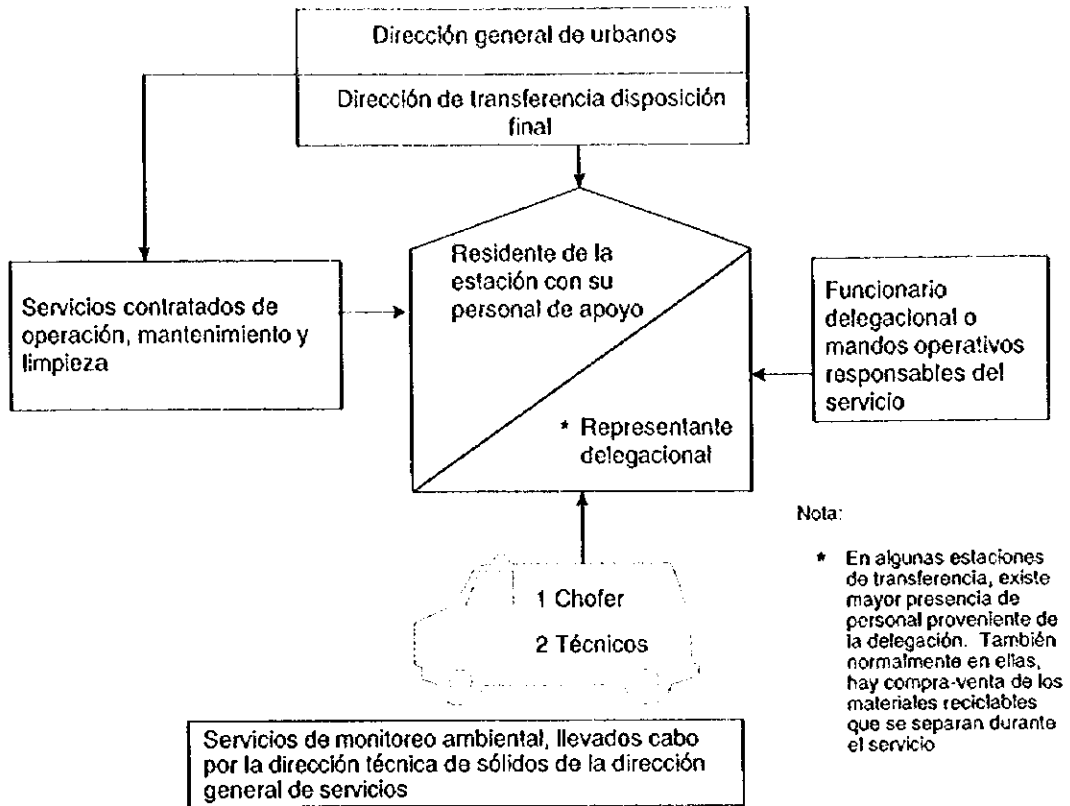 Dirección general de urbanos
Dirección de transferencia disposición
final
Residente de la
estación con su
personal de apoyo
Servicios contratados de
operación, mantenimiento y
limpieza
Funcionario
delegacional o
mandos operativos
responsables del
servicio
* Representante
delegacional
Nota:
* En algunas estaciones
de transferencia, existe
mayor presencia de
personal proveniente de
la delegación. También
normalmente en ellas,
hay compra-venta de los
materiales reciclables
que se separan durante
el servicio
1 Chofer
2 Técnicos
Servicios de monitoreo ambiental, llevados cabo
por la dirección técnica de sólidos de la dirección
general de servicios